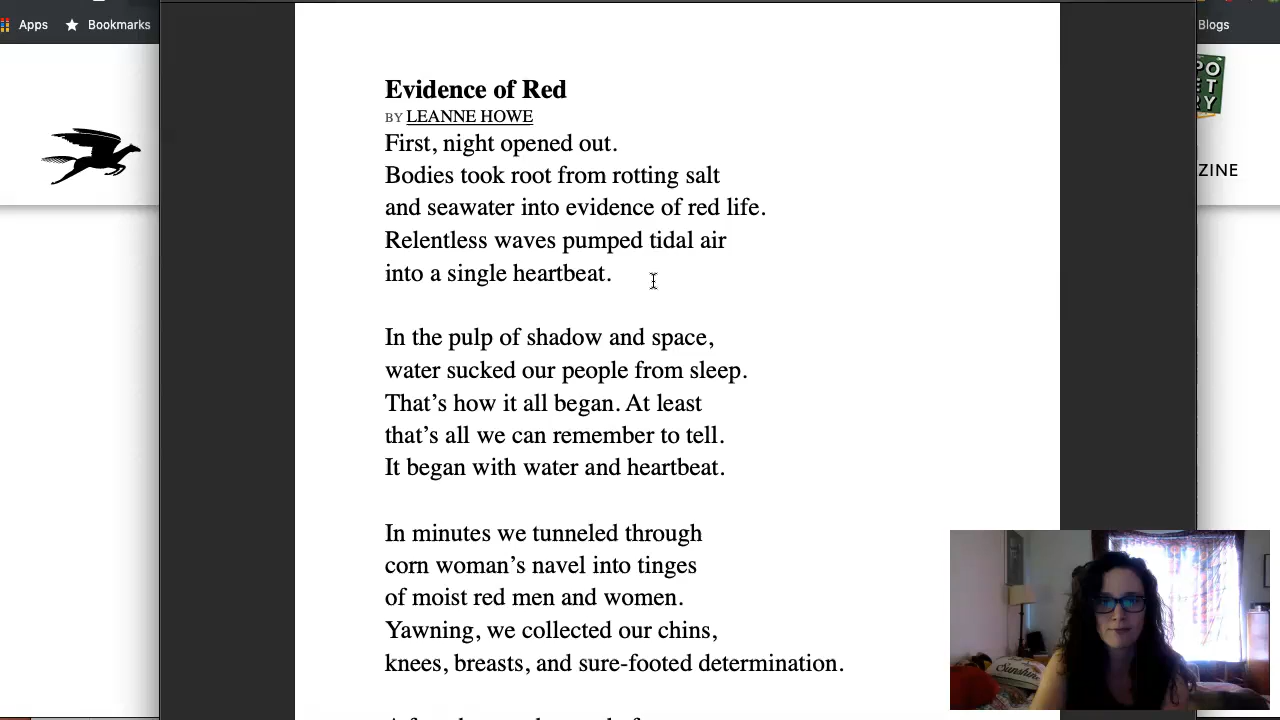 Apps
Bookmarks
Blogs
PO
ET
RY
ZINE
Evidence of Red
BY LEANNE HOWE
First, night opened out.
Bodies took root from rotting salt
and seawater into evidence of red life.
Relentless waves pumped tidal air
into a single heartbeat.
In the pulp of shadow and space,
water sucked our people from sleep.
That’s how it all began. At least
that’s all we can remember to tell.
It began with water and heartbeat.
In minutes we tunneled through
corn woman’s navel into tinges
of moist red men and women.
Yawning, we collected our chins,
knees, breasts, and sure-footed determination.
Sunshine